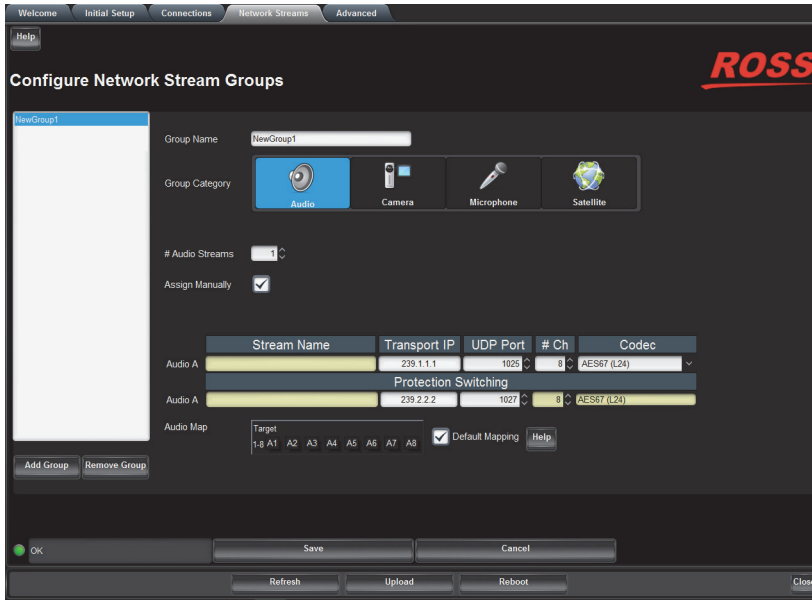 Welcome Initial Setup Connections Network Streams Advanced
Help
ROSS
Configure Network Stream Groups
NewGroup1
Group Name NewGroup1
Group Category
Audio Camera Microphone Satellite
# Audio Streams 1
Assign Manually
Stream Name Transport IP UDP Port # Ch Codec
Audio A 239.1.1.1 1025 8 AES67 (L24)
Protection Switching
Audio A 239.2.2.2 1027 8 AES67 (L24)
Audio Map Target
1-8 A1 A2 A3 A4 A5 A6 A7 A8 Default Mapping Help
Add Group Remove Group
OK Save Cancel
Refresh Upload Reboot Close